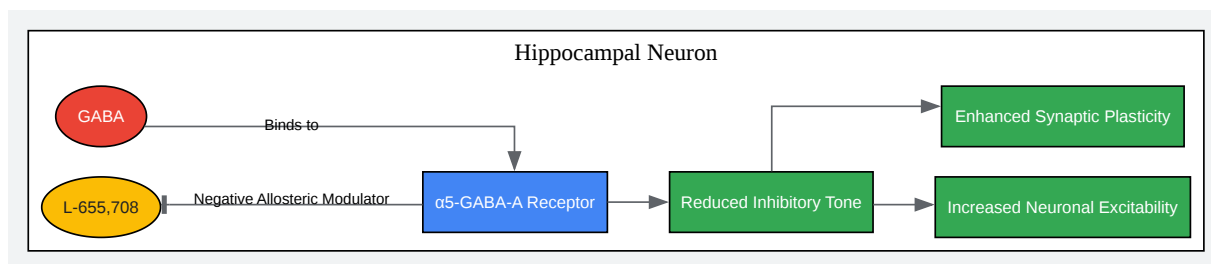 Hippocampal Neuron
GABA
Binds to
Enhanced Synaptic Plasticity
L-655,708
Negative Allosteric Modulator
α5-GABA-A Receptor
Reduced Inhibitory Tone
Increased Neuronal Excitability